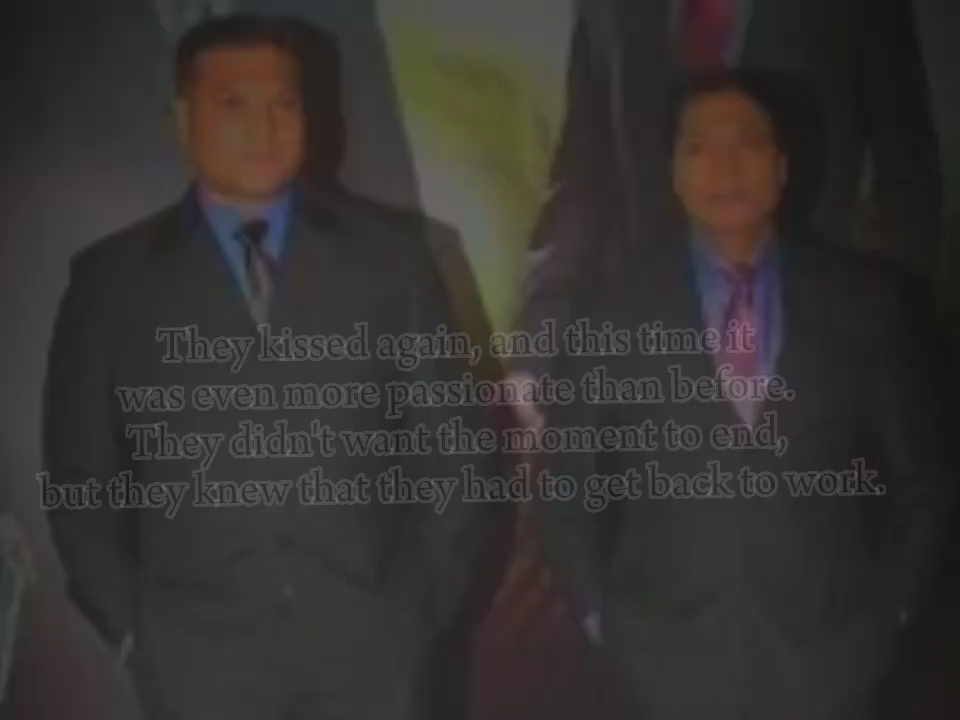 They kissed again, and this time it
was even more passionate than before.
They didn't want the moment to end,
but they knew that they had to get back to work.